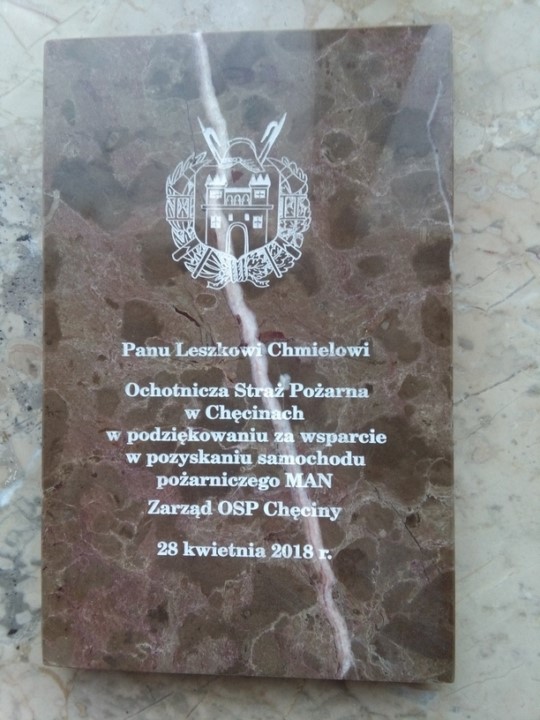 Panu Leszkowi Chmielowi
Ochotnicza Straż Pożarna
w Chęcinach
w podziękowaniu za wsparcie
w pozyskaniu samochodu
pożarniczego MAN
Zarząd OSP Chęciny
28 kwietnia 2018 r.